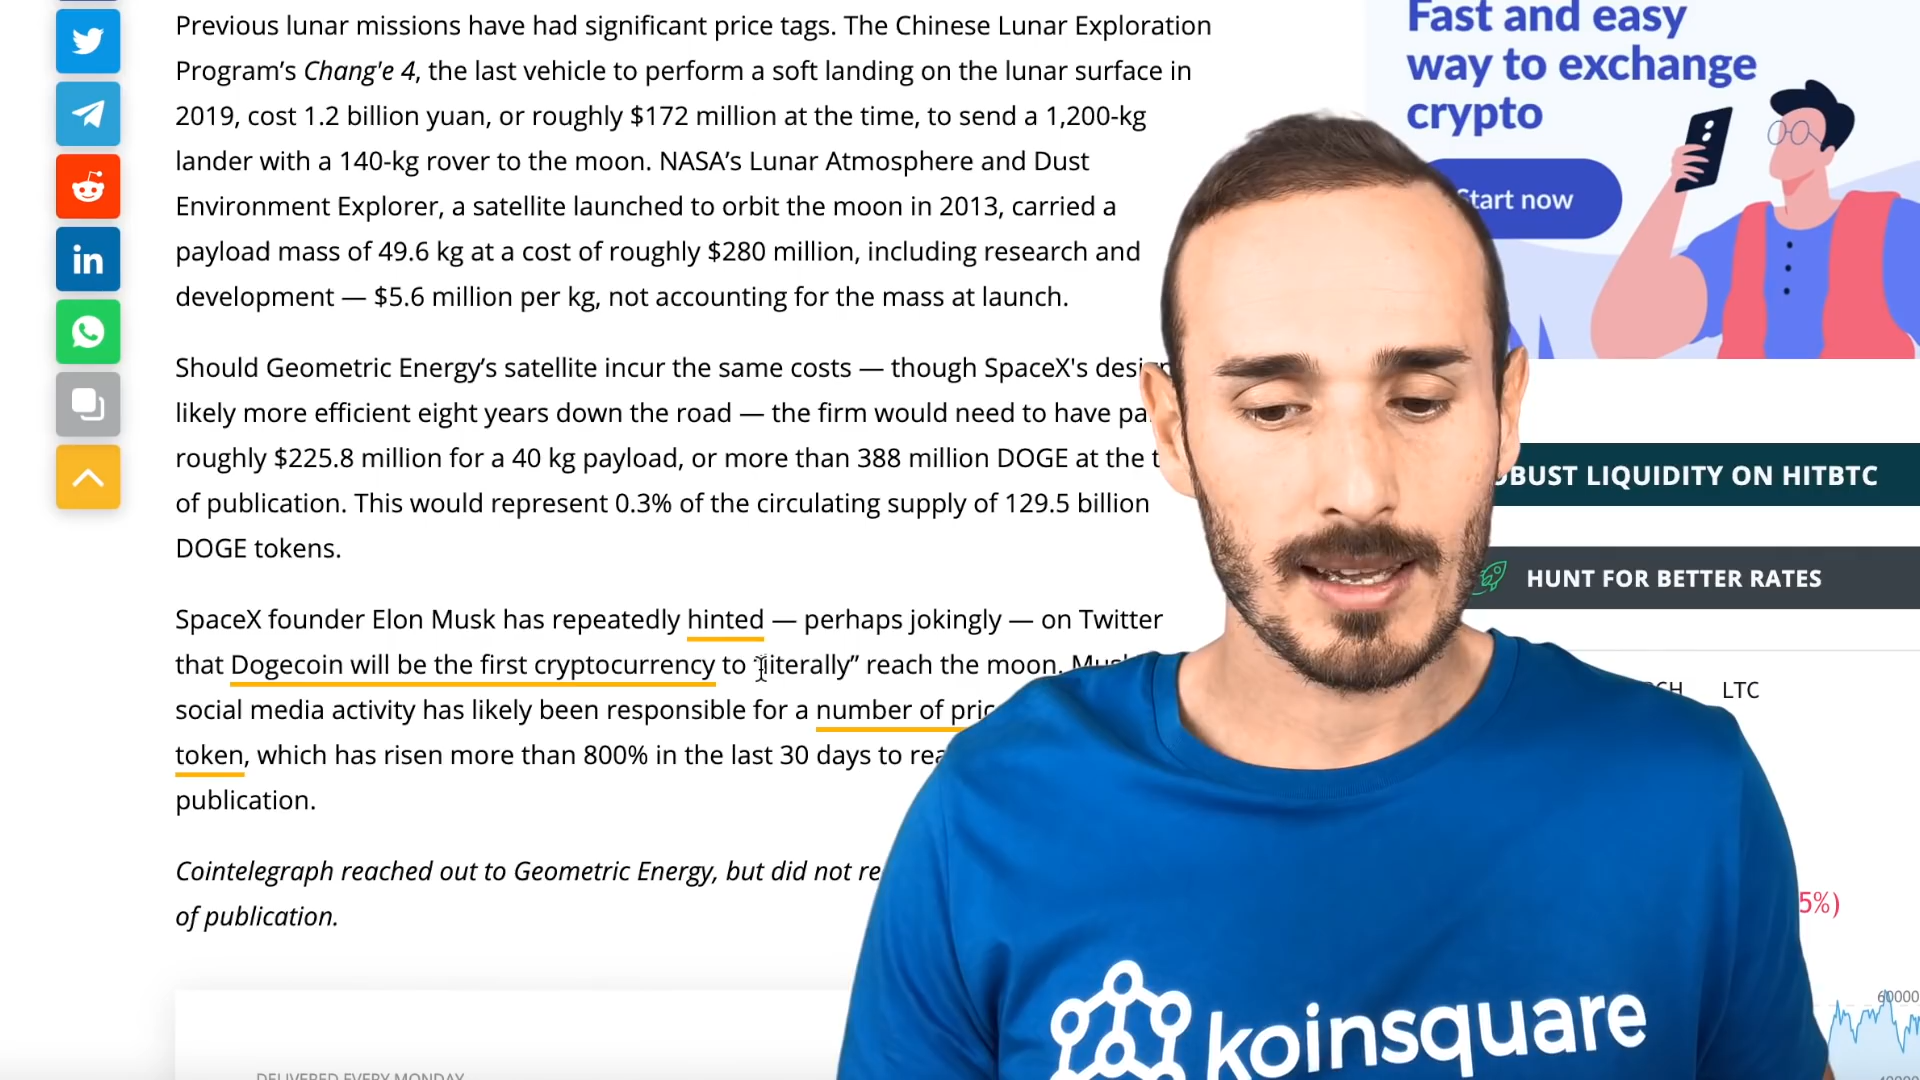 Previous lunar missions have had significant price tags. The Chinese Lunar Exploration
Program’s Chang'e 4, the last vehicle to perform a soft landing on the lunar surface in
2019, cost 1.2 billion yuan, or roughly $172 million at the time, to send a 1,200-kg
lander with a 140-kg rover to the moon. NASA’s Lunar Atmosphere and Dust
Environment Explorer, a satellite launched to orbit the moon in 2013, carried a
payload mass of 49.6 kg at a cost of roughly $280 million, including research and
development — $5.6 million per kg, not accounting for the mass at launch.
Should Geometric Energy’s satellite incur the same costs — though SpaceX's
likely more efficient eight years down the road — the firm would need to have
roughly $225.8 million for a 40 kg payload, or more than 388 million DOGE at the
of publication. This would represent 0.3% of the circulating supply of 129.5 billion
DOGE tokens.
SpaceX founder Elon Musk has repeatedly hinted — perhaps jokingly — on Twitter
that Dogecoin will be the first cryptocurrency to “literally” reach the moon.
social media activity has likely been responsible for a number of
token, which has risen more than 800% in the last 30 days to
publication.
Cointelegraph reached out to Geometric Energy, but did not
of publication.
DELIVERED EVERY MONDAY
Fast and easy
way to exchange
crypto
Start now
LIQUIDITY ON HITBTC
HUNT FOR BETTER RATES
LTC
5%)
60000
in
koinsquare